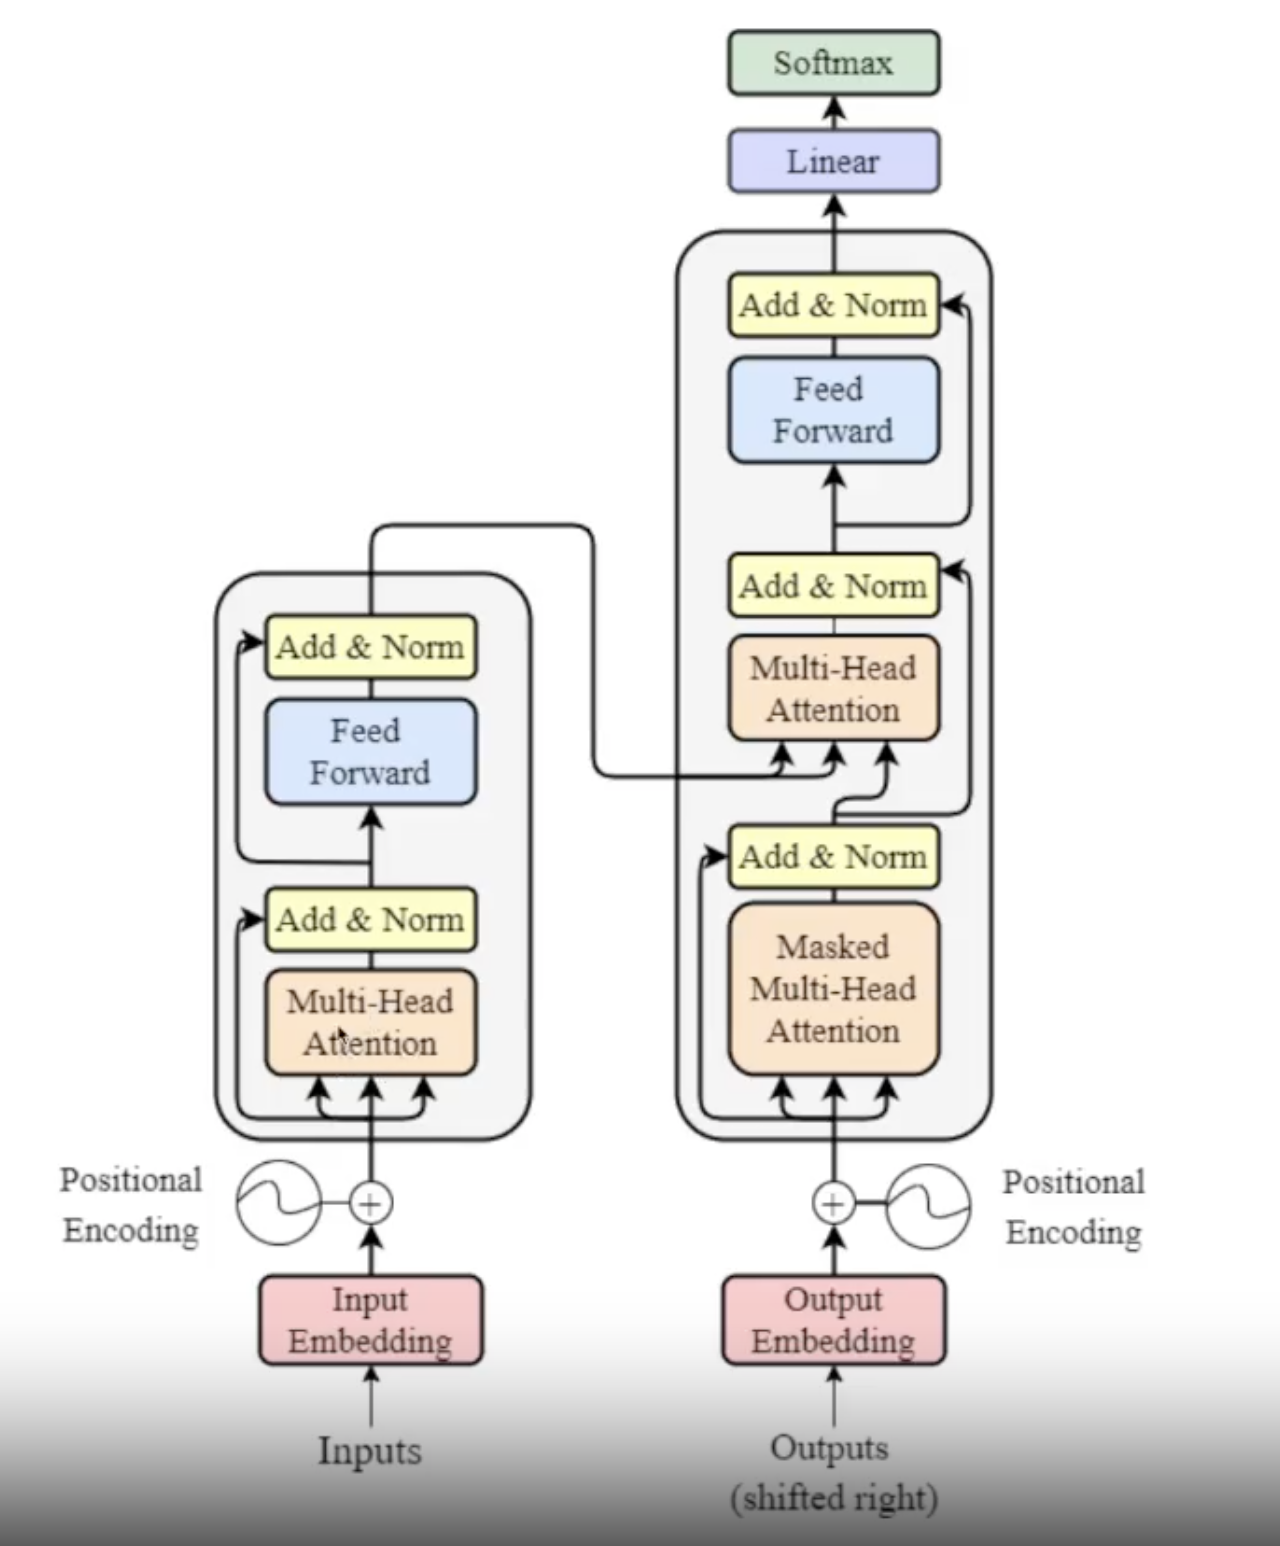 Softmax
Linear
Add & Norm
Feed
Forward
Add & Norm
Multi-Head
Attention
Add & Norm
Masked
Multi-Head
Attention
Positional
Encoding
Output
Embedding
Outputs
(shifted right)
Add & Norm
Feed
Forward
Add & Norm
Multi-Head
Attention
Positional
Encoding
Input
Embedding
Inputs